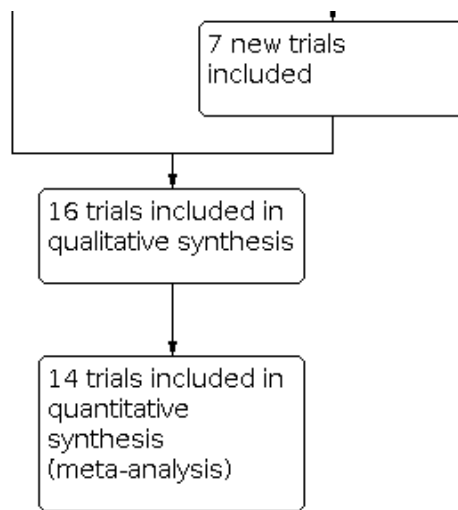 7 new trials
included
16 trials included in
qualitative synthesis
14 trials included in
quantitative
synthesis
(meta-analysis)